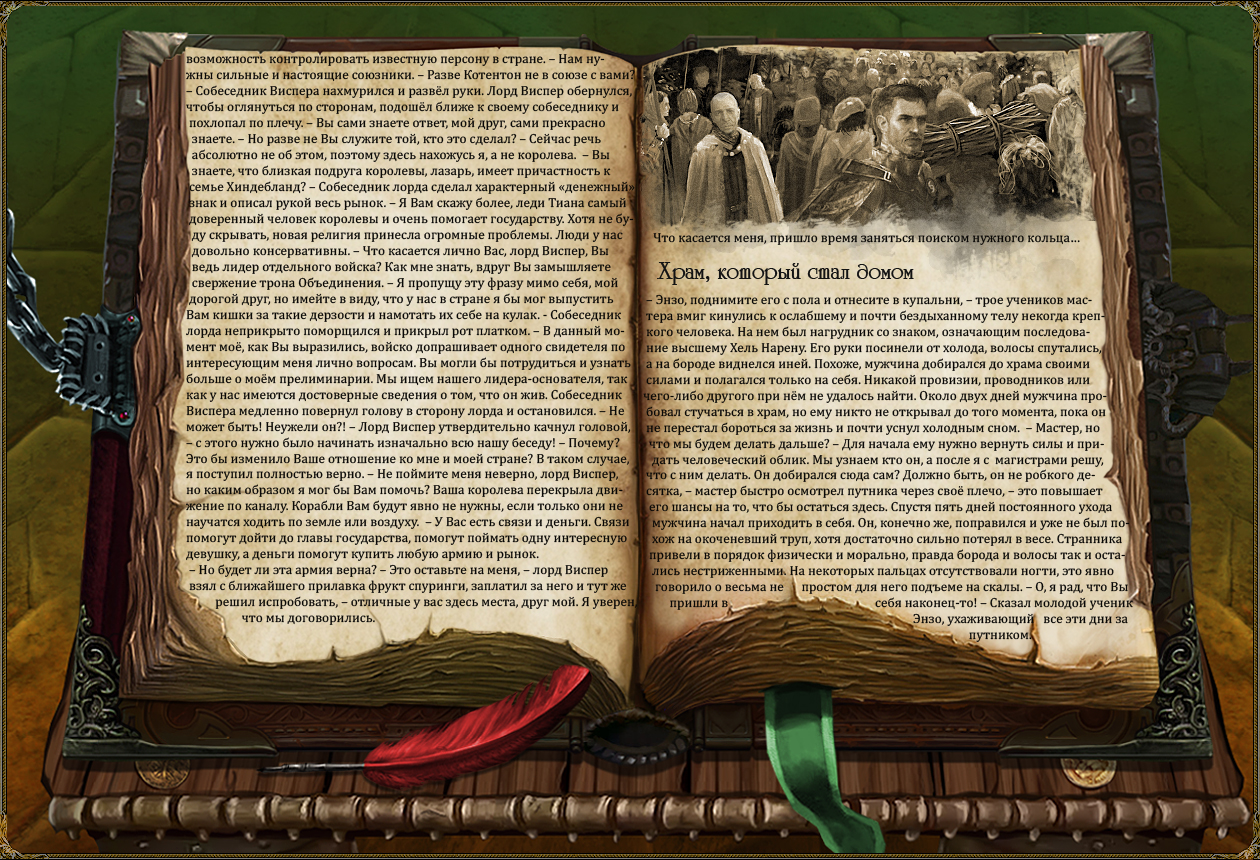 возможность контролировать известную персону в стране. – Нам ну-
жны сильные и настоящие союзники. – Разве Котентон не в союзе с вами?
– Собеседник Виспера нахмурился и развёл руки. Лорд Виспер обернулся,
чтобы оглянуться по сторонам, подошёл ближе к своему собеседнику и
похлопал по плечу. – Вы сами знаете ответ, мой друг, сами прекрасно
знаете. – Но разве не Вы служите той, кто это сделал? – Сейчас речь
абсолютно не об этом, поэтому здесь нахожусь я, а не королева. – Вы
знаете, что близкая подруга королевы, лазарь, имеет причастность к
семье Хиндебланд? – Собеседник лорда сделал характерный «денежный»
знак и описал рукой весь рынок. – Я Вам скажу более, леди Тиана самый
доверенный человек королевы и очень помогает государству. Хотя не бу-
ду скрывать, новая религия принесла огромные проблемы. Люди у нас
довольно консервативны. – Что касается лично Вас, лорд Виспер, Вы
ведь лидер отдельного войска? Как мне знать, вдруг Вы замышляете
свержение трона Объединения. – Я пропущу эту фразу мимо себя, мой
дорогой друг, но имейте в виду, что у нас в стране я бы мог выпустить
Вам кишки за такие дерзости и намотать их себе на кулак. - Собеседник
лорда неприкрыто поморщился и прикрыл рот платком. – В данный мо-
мент моё, как Вы выразились, войско допрашивает одного свидетеля по
интересующим меня лично вопросам. Вы могли бы потрудиться и узнать
больше о моём прелиминарии. Мы ищем нашего лидера-основателя, так
как у нас имеются достоверные сведения о том, что он жив. Собеседник
Виспера медленно повернул голову в сторону лорда и остановился. – Не
может быть! Неужели он?! – Лорд Виспер утвердительно качнул головой,
– с этого нужно было начинать изначально всю нашу беседу! – Почему?
Это бы изменило Ваше отношение ко мне и моей стране? В таком случае,
я поступил полностью верно. – Не поймите меня неверно, лорд Виспер,
но каким образом я мог бы Вам помочь? Ваша королева перекрыла дви-
жение по каналу. Корабли Вам будут явно не нужны, если только они не
научатся ходить по земле или воздуху. – У Вас есть связи и деньги. Связи
помогут дойти до главы государства, помогут поймать одну интересную
девушку, а деньги помогут купить любую армию и рынок.
– Но будет ли эта армия верна? – Это оставьте на меня, – лорд Виспер
взял с ближайшего прилавка фрукт спуринги, заплатил за него и тут же
решил испробовать, – отличные у вас здесь места, друг мой. Я уверен,
что мы договорились.
Что касается меня, пришло время заняться поиском нужного кольца...
Храм, который стал домом
– Энзо, поднимите его с пола и отнесите в купальни, – трое учеников мас-
тера вмиг кинулись к ослабшему и почти бездыханному телу некогда креп-
кого человека. На нем был нагрудник со знаком, означающим последова-
ние высшему Хель Нарену. Его руки посинели от холода, волосы спутались,
а на бороде виднелся иней. Похоже, мужчина добирался до храма своими
силами и полагался только на себя. Никакой провизии, проводников или
чего-либо другого при нём не удалось найти. Около двух дней мужчина про-
бовал стучаться в храм, но ему никто не открывал до того момента, пока он
не перестал бороться за жизнь и почти уснул холодным сном. – Мастер, но
что мы будем делать дальше? – Для начала ему нужно вернуть силы и при-
дать человеческий облик. Мы узнаем кто он, а после я с магистрами решу,
что с ним делать. Он добирался сюда сам? Должно быть, он не робкого де-
сятка, – мастер быстро осмотрел путника через своё плечо, – это повышает
его шансы на то, что бы остаться здесь. Спустя пять дней постоянного ухода
мужчина начал приходить в себя. Он, конечно же, поправился и уже не был по-
хож на окоченевший труп, хотя достаточно сильно потерял в весе. Странника
привели в порядок физически и морально, правда борода и волосы так и оста-
лись нестриженными. На некоторых пальцах отсутствовали ногти, это явно
говорило о весьма не простом для него подъеме на скалы. – О, я рад, что Вы
пришли в себя наконец-то! – Сказал молодой ученик
Энзо, ухаживающий все эти дни за
путником.